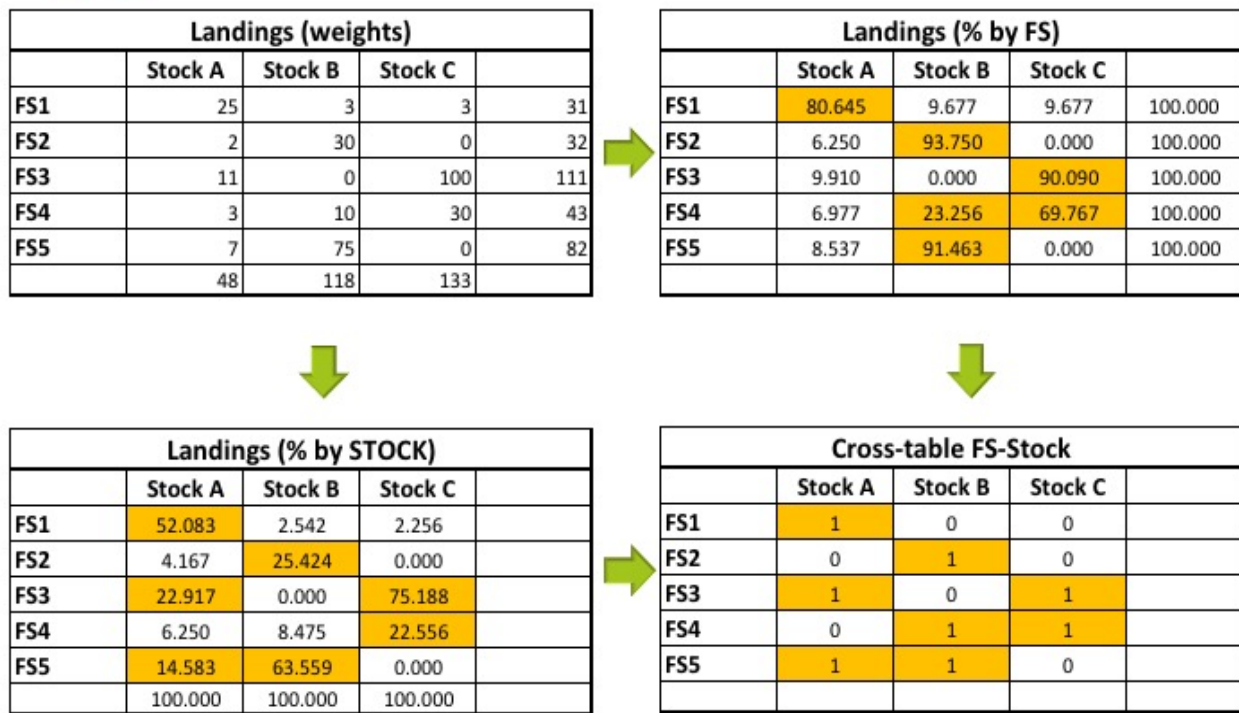 Landings (weights)
Stock A Stock B Stock C
FS1 25 3 3 31
FS2 2 30 0 32
FS3 11 0 100 111
FS4 3 10 30 43
FS5 7 75 0 82
48 118 133
Landings (% by FS)
Stock A Stock B Stock C
FS1 80.645 9.677 9.677 100.000
FS2 6.250 93.750 0.000 100.000
FS3 9.910 0.000 90.090 100.000
FS4 6.977 23.256 69.767 100.000
FS5 8.537 91.463 0.000 100.000
Landings (% by STOCK)
Stock A Stock B Stock C
FS1 52.083 2.542 2.256
FS2 4.167 25.424 0.000
FS3 22.917 0.000 75.188
FS4 6.250 8.475 22.556
FS5 14.583 63.559 0.000
100.000 100.000 100.000
Cross-table FS-Stock
Stock A Stock B Stock C
FS1 1 0 0
FS2 0 1 0
FS3 1 0 1
FS4 0 1 1
FS5 1 1 0